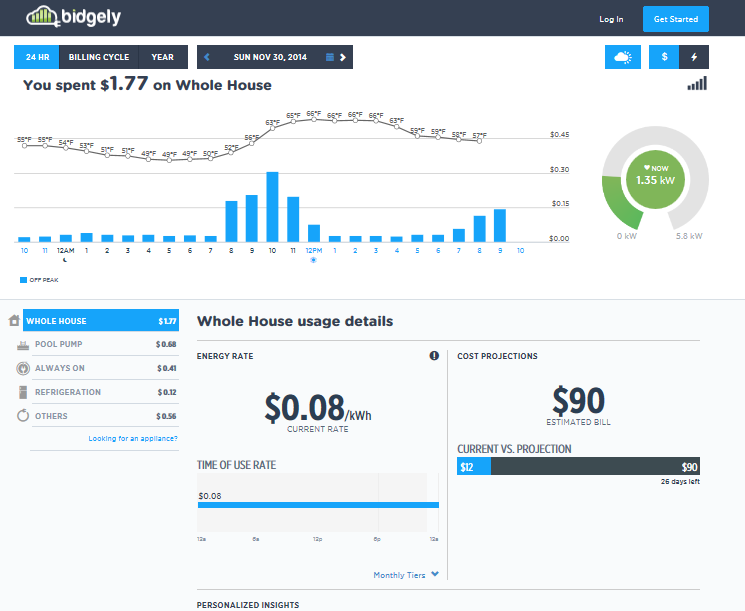 bidgely
Log In
Get Started
24 HR
BILLING CYCLE
YEAR
SUN NOV 30, 2014
$
You spent $1.77 on Whole House
55°F 55°F 54°F 53°F 51°F 51°F 49°F 49°F 49°F 50°F 52°F 56°F 63°F 65°F 66°F 66°F 66°F 66°F 63°F 59°F 59°F 58°F 57°F
$0.45
$0.30
$0.15
$0.00
10 11 12AM 1 2 3 4 5 6 7 8 9 10 11 12PM 1 2 3 4 5 6 7 8 9 10
OFF PEAK
NOW
1.35 kW
0 kW
5.8 kW
WHOLE HOUSE $1.77
POOL PUMP $0.68
ALWAYS ON $0.41
REFRIGERATION $0.12
OTHERS $0.56
Looking for an appliance?
Whole House usage details
ENERGY RATE
$0.08/kWh
CURRENT RATE
TIME OF USE RATE
$0.08
12a 6a 12p 6p 12a
Monthly Tiers
COST PROJECTIONS
$90
ESTIMATED BILL
CURRENT VS. PROJECTION
$12 $90
26 days left
PERSONALIZED INSIGHTS